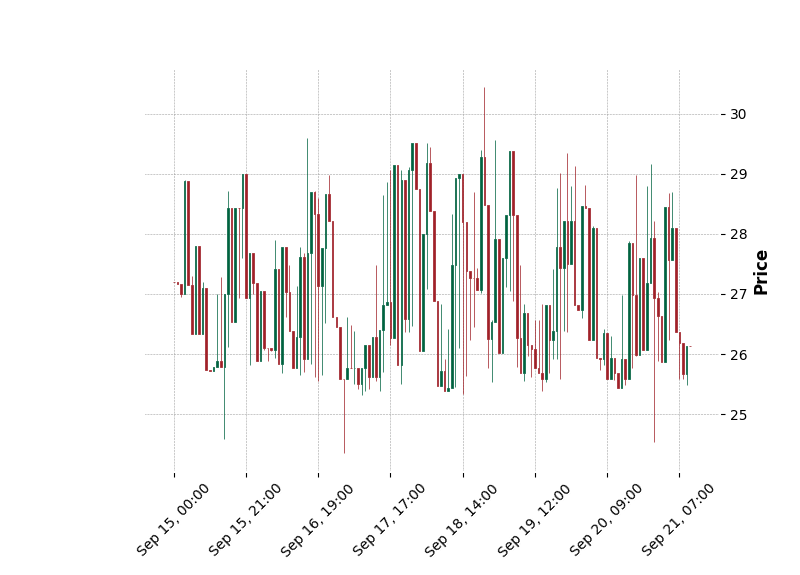 30
29
28
27
26
25
Price
Sep 15, 00:00
Sep 15, 21:00
Sep 16, 19:00
Sep 17, 17:00
Sep 18, 14:00
Sep 19, 12:00
Sep 20, 09:00
Sep 21, 07:00